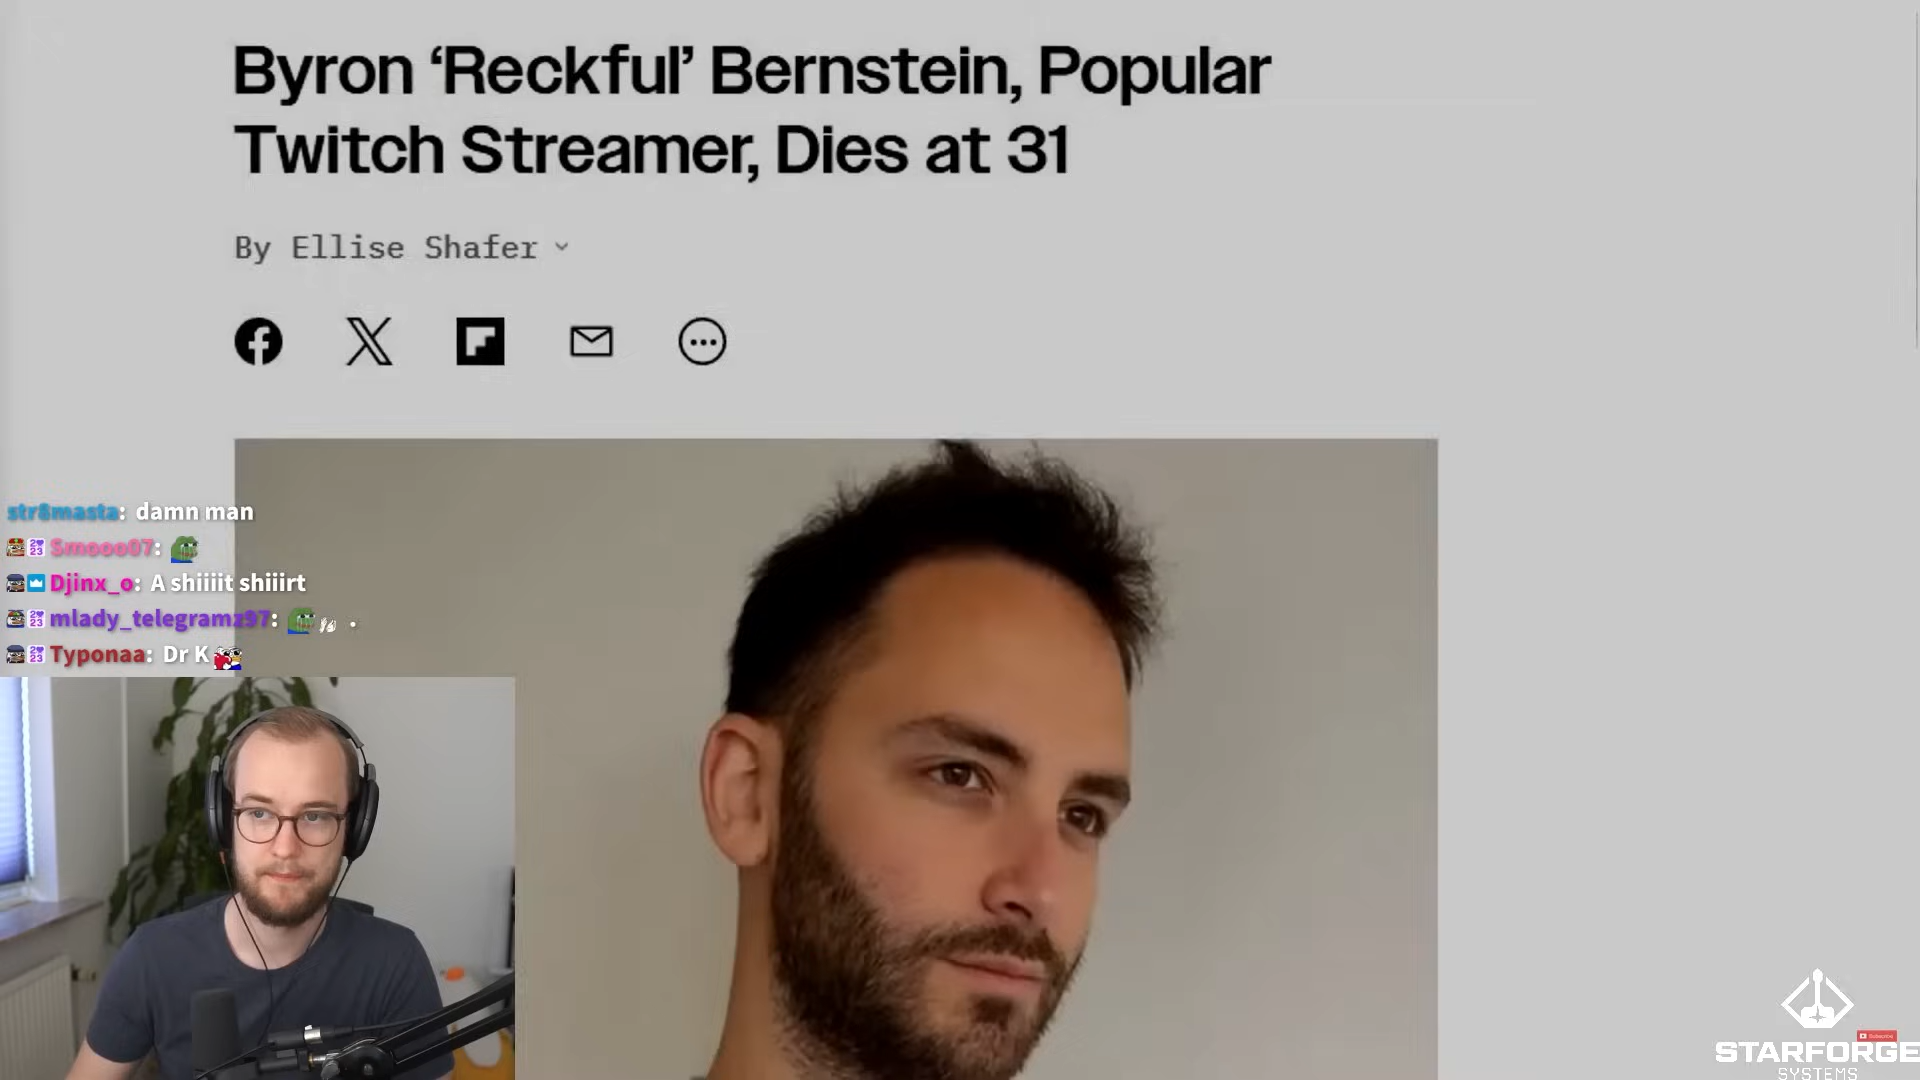 Byron ‘Reckful’ Bernstein, Popular
Twitch Streamer, Dies at 31
By Ellise Shafer
str8masta: damn man
Smooo07:
Djinx_o: A shiiiit shiiirt
mlady_telegramz97: .
Typonaa: Dr K
STARFORGE
SYSTEMS